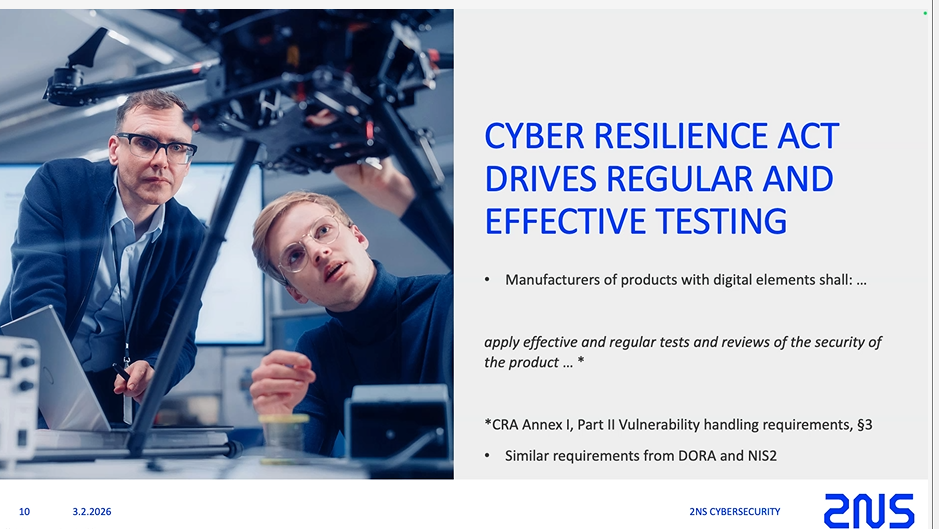 CYBER RESILIENCE ACT
DRIVES REGULAR AND
EFFECTIVE TESTING
• Manufacturers of products with digital elements shall: ...
apply effective and regular tests and reviews of the security of
the product ... *
*CRA Annex I, Part II Vulnerability handling requirements, §3
• Similar requirements from DORA and NIS2
10 3.2.2026 2NS CYBERSECURITY 2NS